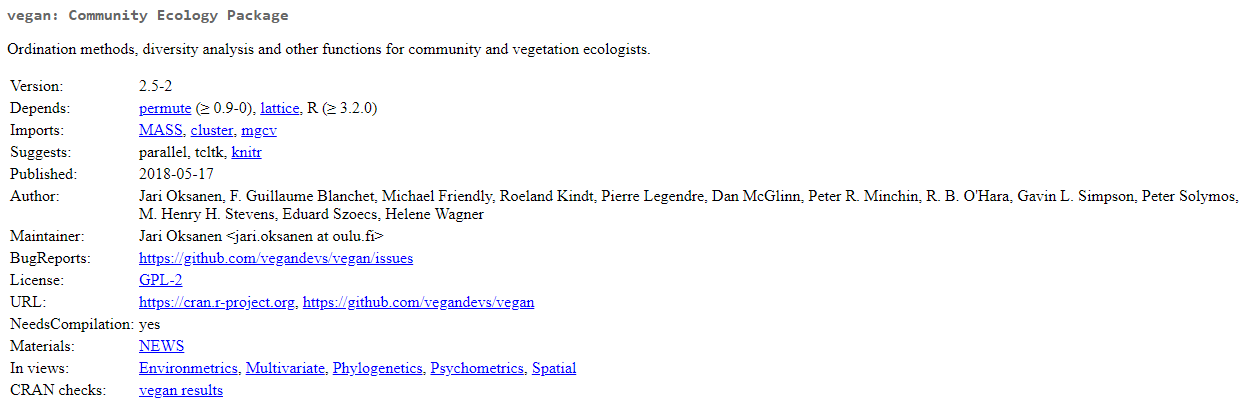 vegan: Community Ecology Package
Ordination methods, diversity analysis and other functions for community and vegetation ecologists.
Version: 2.5-2
Depends: permute (≥ 0.9-0), lattice, R (≥ 3.2.0)
Imports: MASS, cluster, mgcv
Suggests: parallel, tcltk, knitr
Published: 2018-05-17
Author: Jari Oksanen, F. Guillaume Blanchet, Michael Friendly, Roeland Kindt, Pierre Legendre, Dan McGlinn, Peter R. Minchin, R. B. O'Hara, Gavin L. Simpson, Peter Solymos,
M. Henry H. Stevens, Eduard Szoecs, Helene Wagner
Maintainer: Jari Oksanen <jari.oksanen at oulu.fi>
BugReports: https://github.com/vegandevs/vegan/issues
License: GPL-2
URL: https://cran.r-project.org, https://github.com/vegandevs/vegan
NeedsCompilation: yes
Materials: NEWS
In views: Environmetrics, Multivariate, Phylogenetics, Psychometrics, Spatial
CRAN checks: vegan results